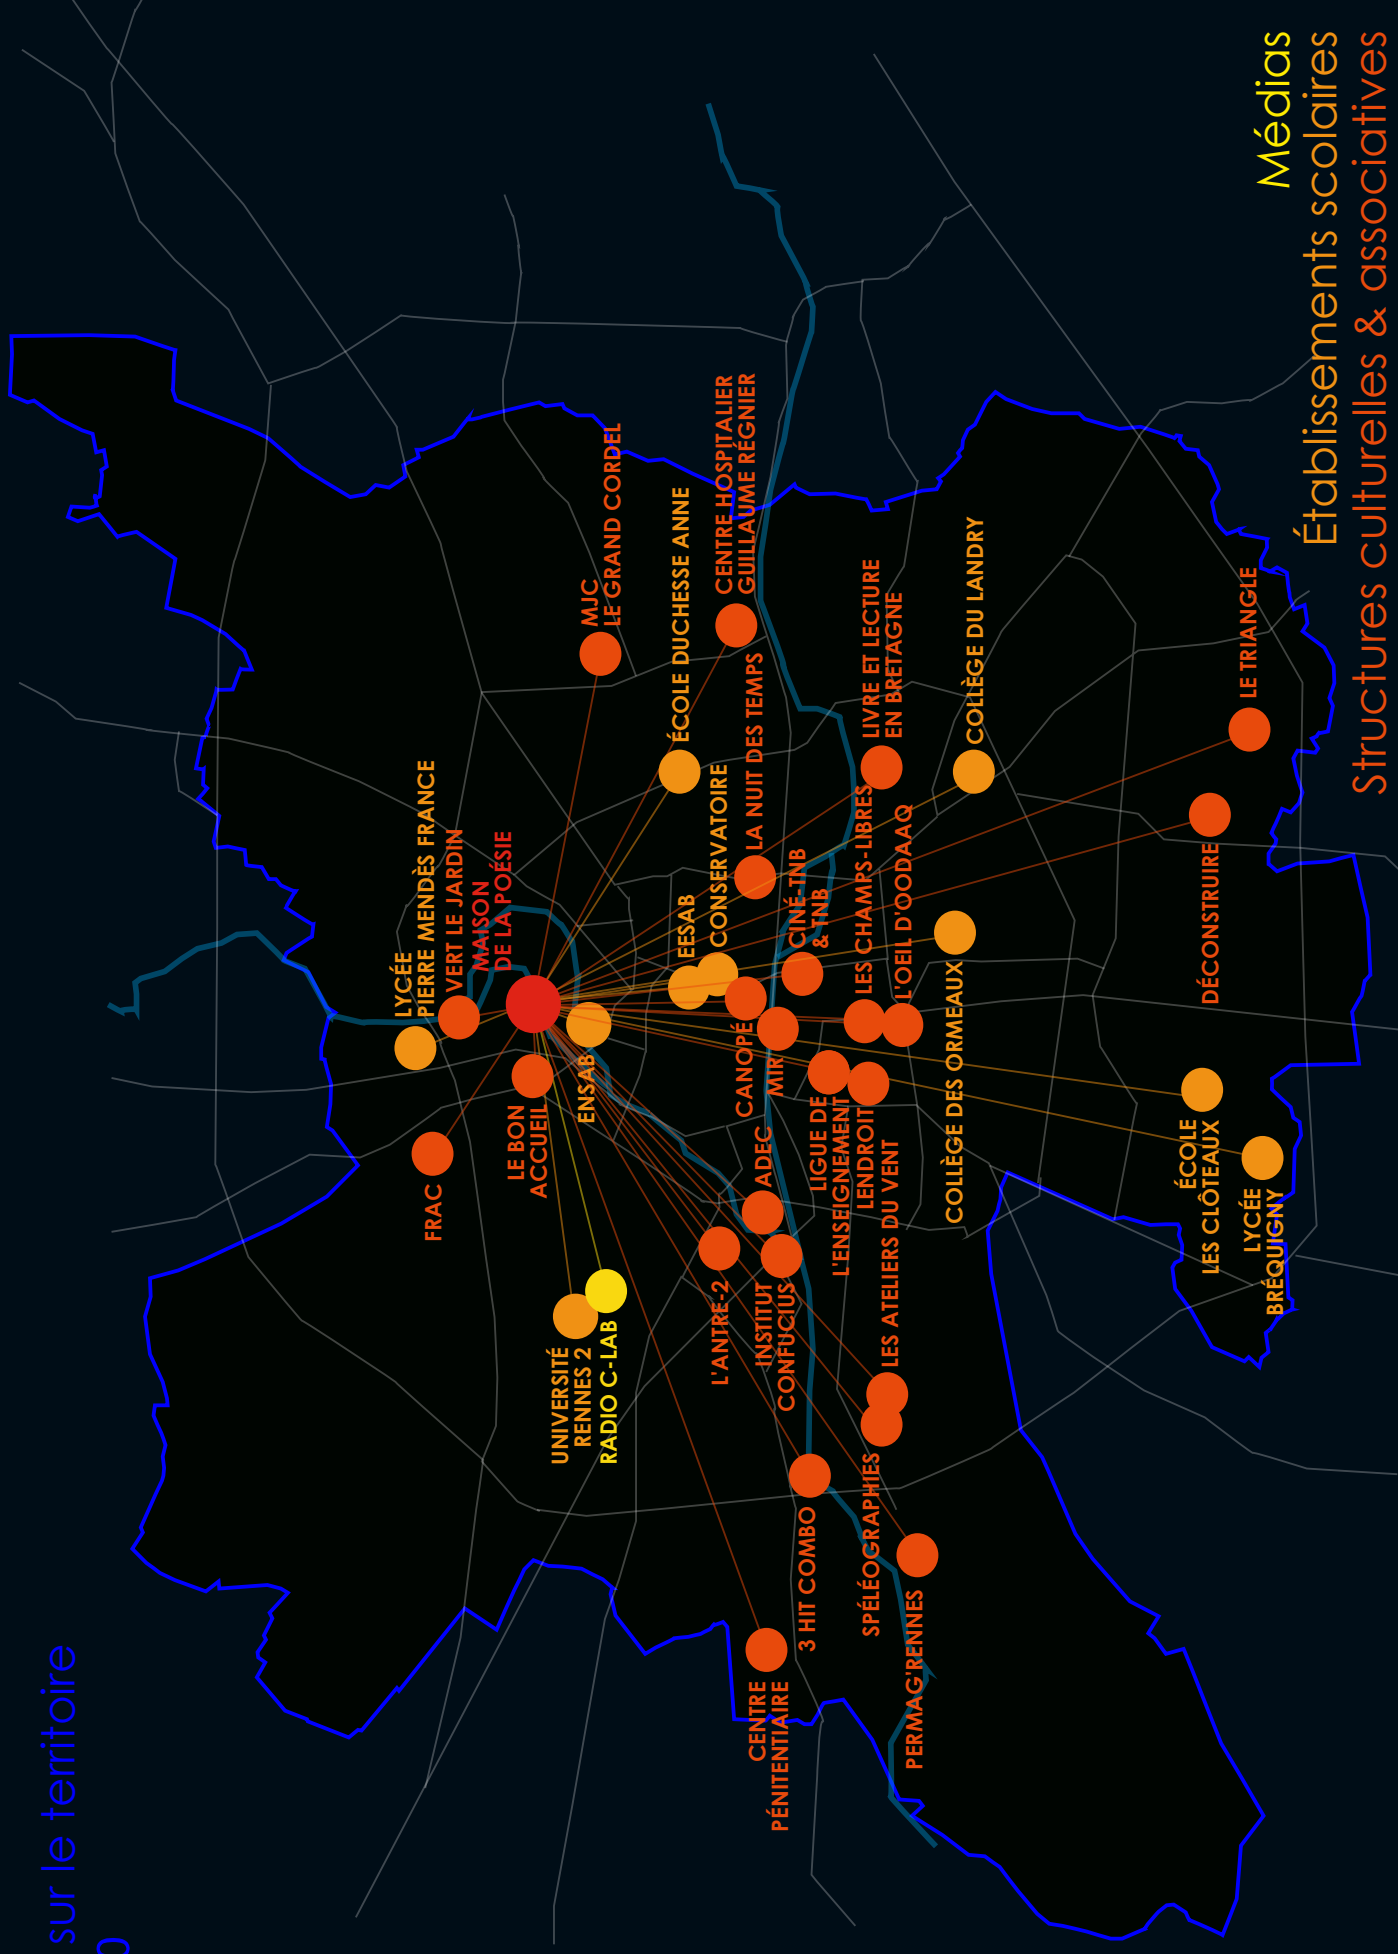 sur le territoire
0
LYCÉE
PIERRE MENDÈS FRANCE
VERT LE JARDIN
MAISON
DE LA POÉSIE
FRAC
LE BON
ACCUEIL
ENSAB
UNIVERSITÉ
RENNES 2
RADIO C-LAB
MJC
LE GRAND CORDEL
ÉCOLE DUCHESSE ANNE
CENTRE HOSPITALIER
GUILLAUME RÉGNIER
EESAB
CONSERVATOIRE
LA NUIT DES TEMPS
CINÉ-TNB
& TNB
CANOPÉ
MIR
ADEC
L'ANTRE-2
INSTITUT
CONFUCIUS
LIVRE ET LECTURE
EN BRETAGNE
LES CHAMPS-LIBRES
L'OEIL D'OODAAQ
LIGUE DE
L'ENSEIGNEMENT
LENDROIT
LES ATELIERS DU VENT
3 HIT COMBO
SPÉLÉOGRAPHIES
CENTRE
PÉNITENTIAIRE
PERMAG'RENNES
COLLÈGE DU LANDRY
COLLÈGE DES ORMEAUX
LE TRIANGLE
DÉCONSTRUIRE
ÉCOLE
LES CLÔTEAUX
LYCÉE
BRÉQUIGNY
Médias
Établissements scolaires
Structures culturelles & associatives